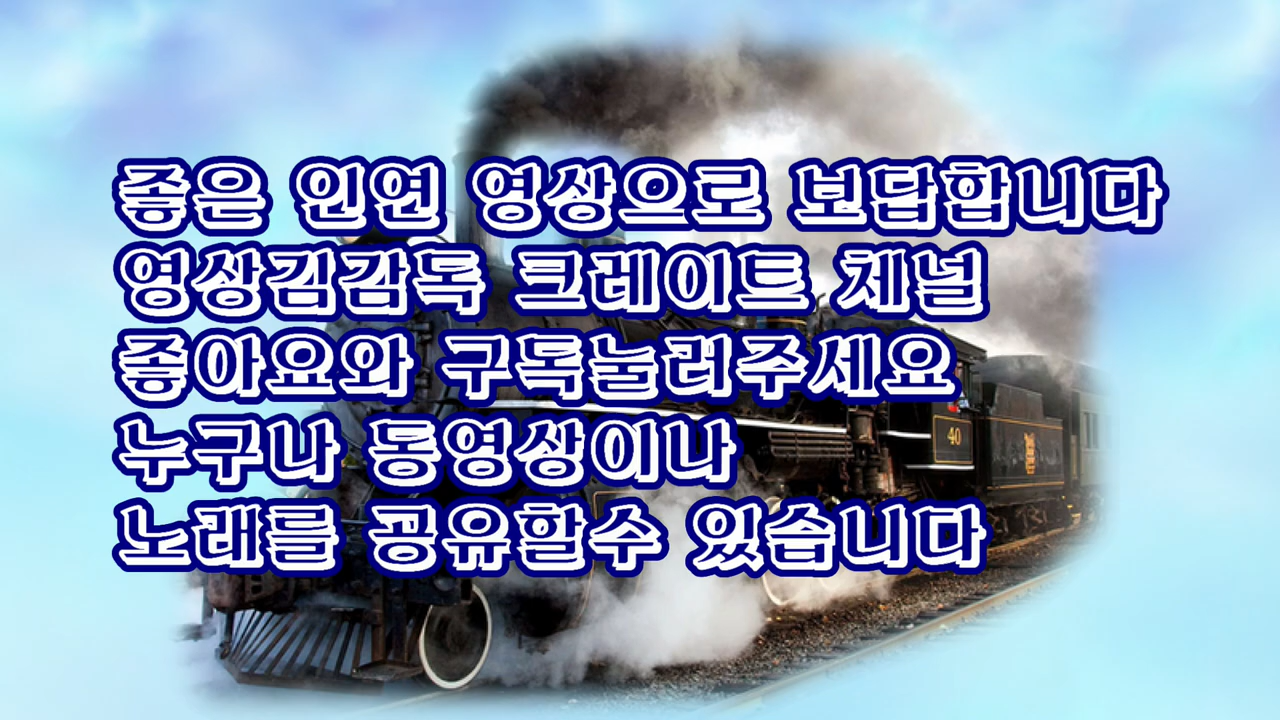 좋은 인연 영상으로 보답합니다
영상김감독 크레이트 채널
좋아요와 구독눌러주세요
누구나 동영상이나
노래를 공유할수 있습니다
40